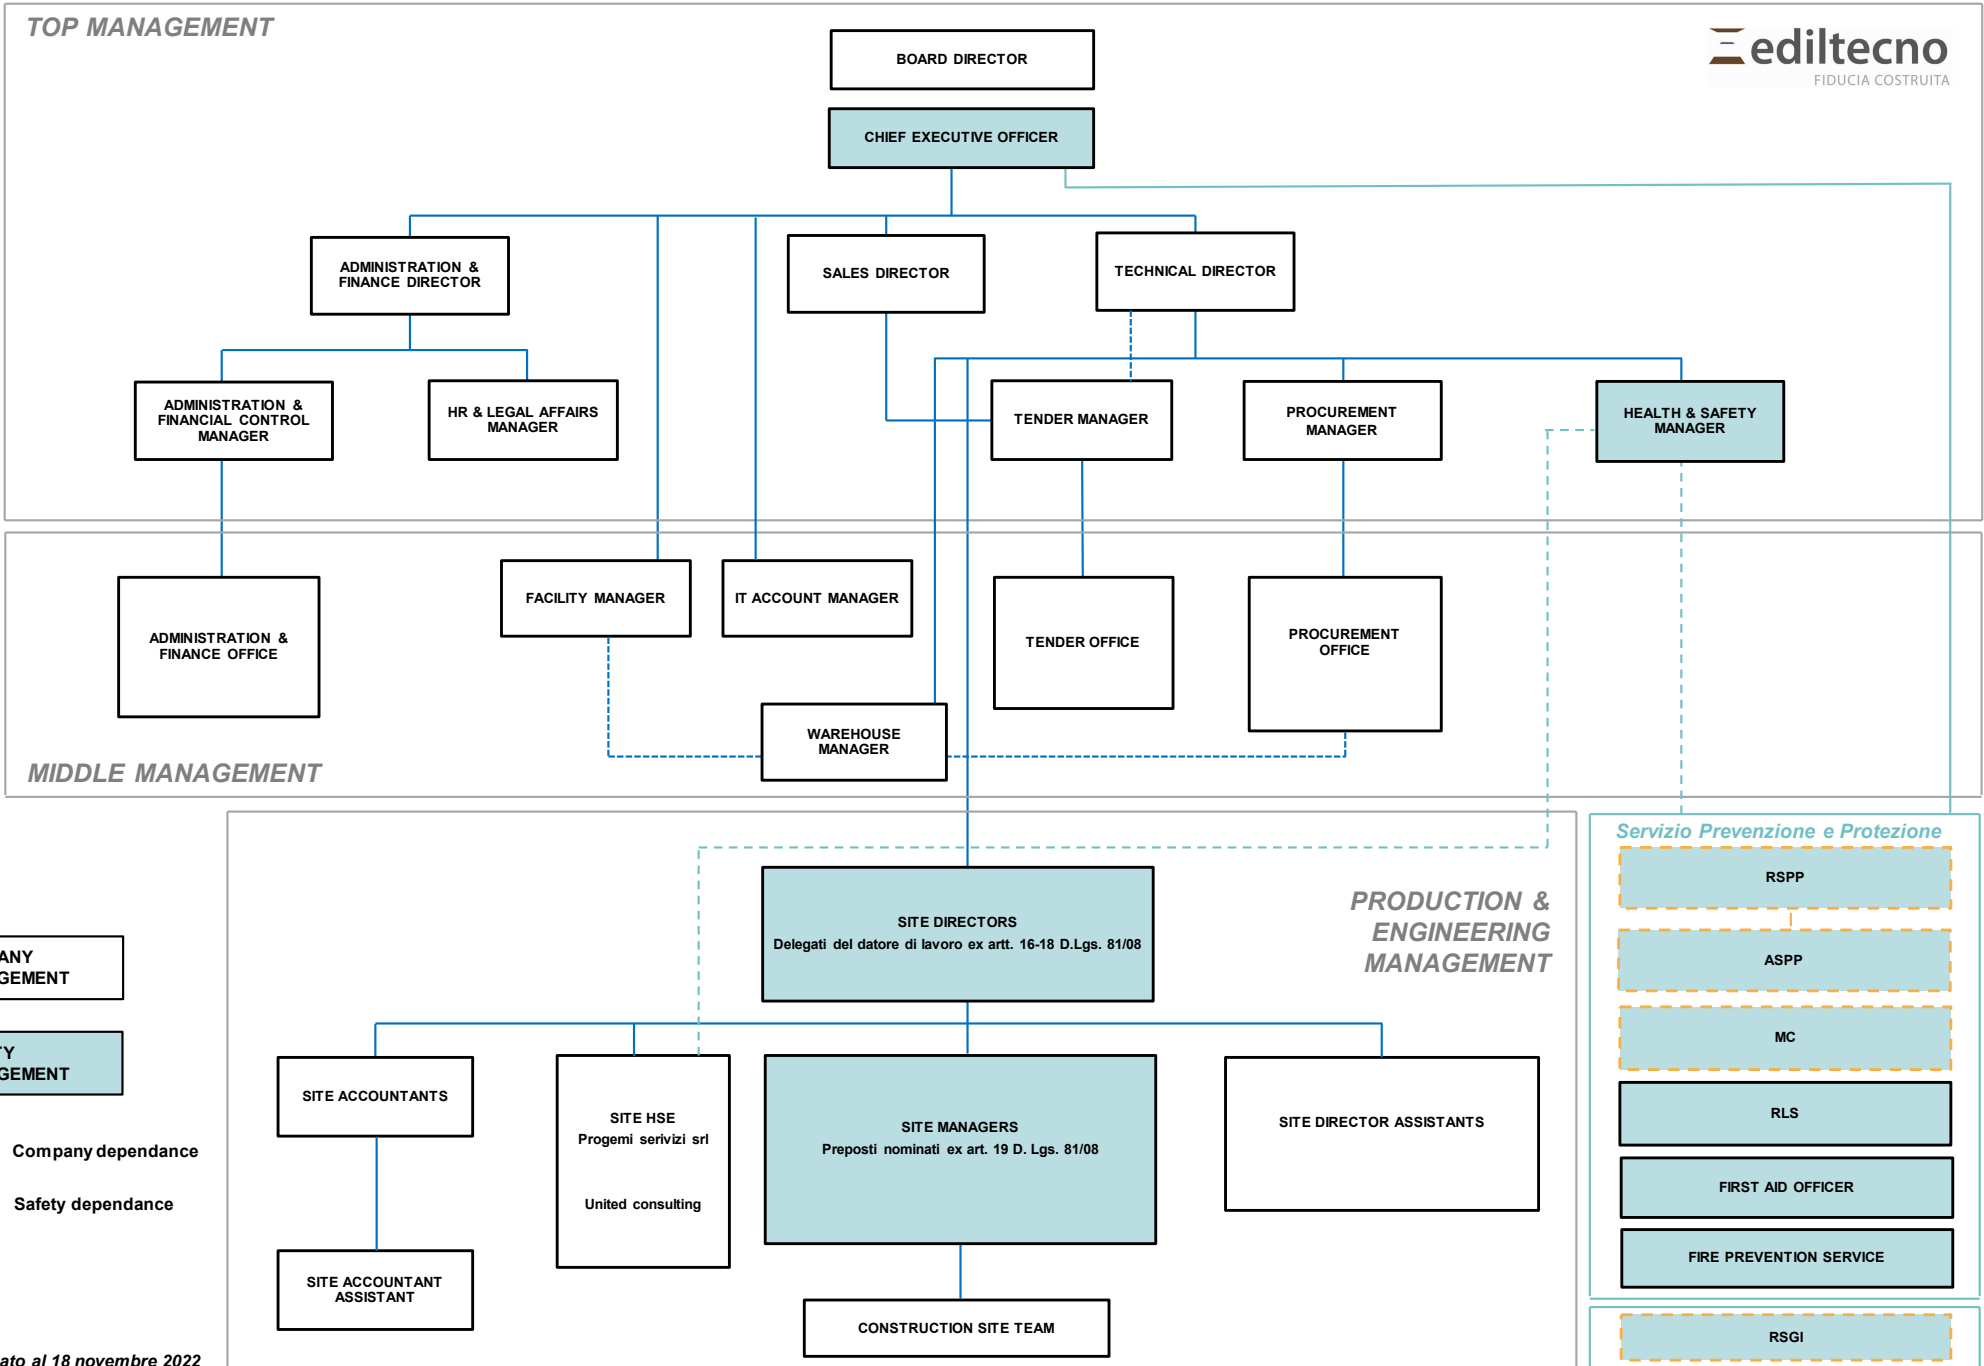 TOP MANAGEMENT
ediltecno
FIDUCIA COSTRUITA
BOARD DIRECTOR
CHIEF EXECUTIVE OFFICER
ADMINISTRATION &
FINANCE DIRECTOR
SALES DIRECTOR
TECHNICAL DIRECTOR
ADMINISTRATION &
FINANCIAL CONTROL
MANAGER
HR & LEGAL AFFAIRS
MANAGER
TENDER MANAGER
PROCUREMENT
MANAGER
HEALTH & SAFETY
MANAGER
ADMINISTRATION &
FINANCE OFFICE
FACILITY MANAGER
IT ACCOUNT MANAGER
TENDER OFFICE
PROCUREMENT
OFFICE
WAREHOUSE
MANAGER
MIDDLE MANAGEMENT
PRODUCTION &
ENGINEERING
MANAGEMENT
SITE DIRECTORS
Delegati del datore di lavoro ex artt. 16-18 D.Lgs. 81/08
SITE ACCOUNTANTS
SITE HSE
Progemi serivizi srl
United consulting
SITE MANAGERS
Preposti nominati ex art. 19 D. Lgs. 81/08
SITE DIRECTOR ASSISTANTS
SITE ACCOUNTANT
ASSISTANT
CONSTRUCTION SITE TEAM
Servizio Prevenzione e Protezione
RSPP
ASPP
MC
RLS
FIRST AID OFFICER
FIRE PREVENTION SERVICE
RSGI
ANY
GEMENT
TY
GEMENT
Company dependance
Safety dependance
ato al 18 novembre 2022